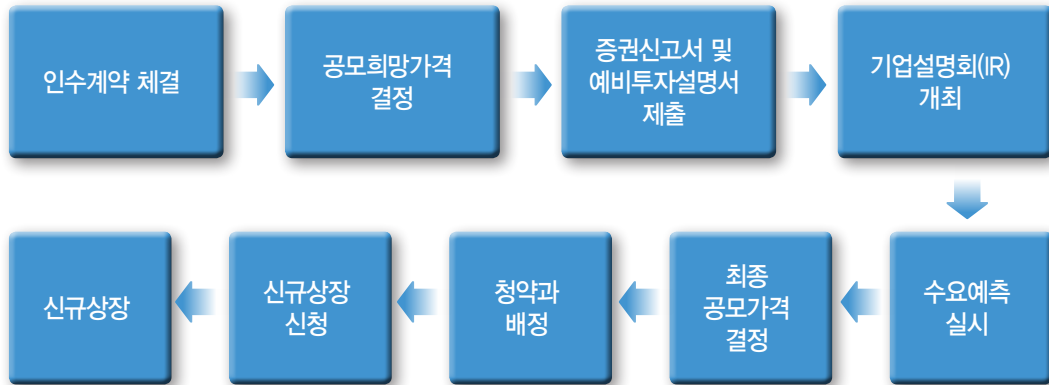 인수계약 체결
공모희망가격
결정
증권신고서 및
예비투자설명서
제출
기업설명회(IR)
개최
수요예측
실시
최종
공모가격
결정
청약과
배정
신규상장
신청
신규상장